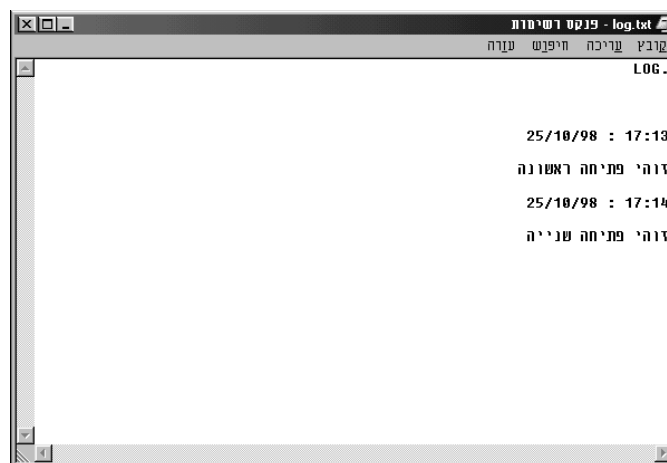 log.txt - פנקס רשימות
קובץ עריכה חיפוש עזרה
LOG.
17:13 : 25/10/98
זוהי פתיחה ראשונה
17:14 : 25/10/98
זוהי פתיחה שנייה